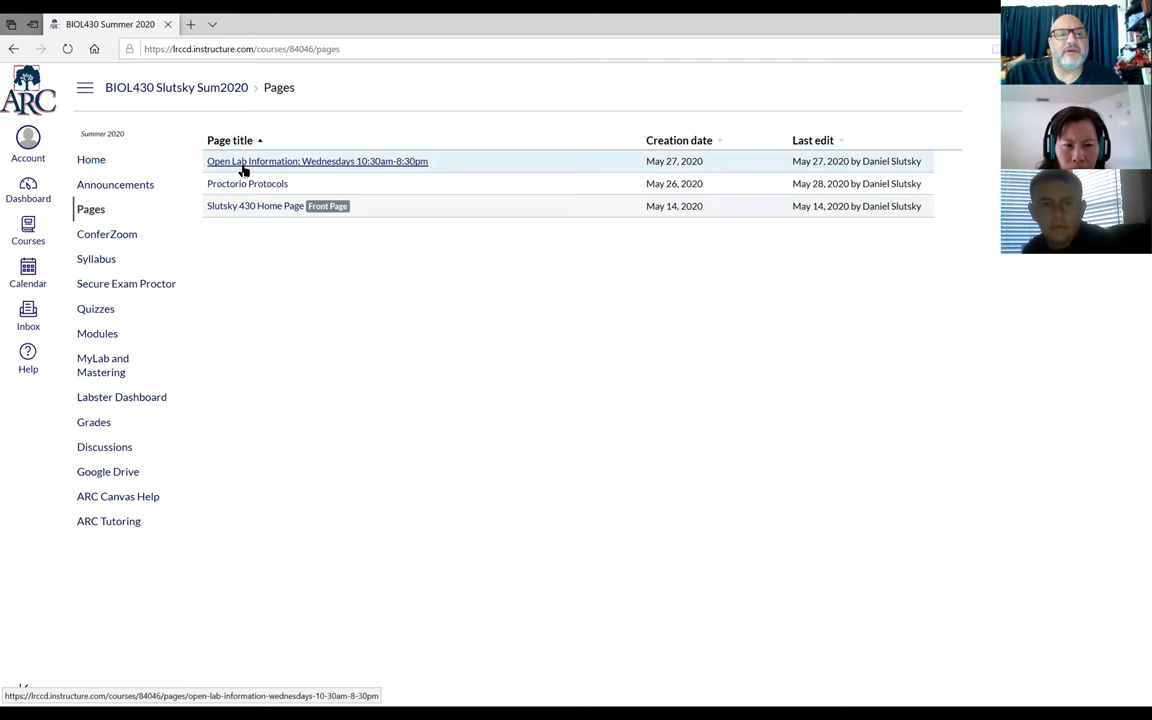 BIOL430 Summer 2020
https://lrccd.instructure.com/courses/84046/pages
ARC
BIOL430 Slutsky Sum2020 › Pages
Account
Dashboard
Courses
Calendar
Inbox
Help
Summer 2020
Home
Announcements
Pages
ConferZoom
Syllabus
Secure Exam Proctor
Quizzes
Modules
MyLab and
Mastering
Labster Dashboard
Grades
Discussions
Google Drive
ARC Canvas Help
ARC Tutoring
Page title Creation date Last edit
Open Lab Information: Wednesdays 10:30am-8:30pm May 27, 2020 May 27, 2020 by Daniel Slutsky
Proctorio Protocols May 26, 2020 May 28, 2020 by Daniel Slutsky
Slutsky 430 Home Page Front Page May 14, 2020 May 14, 2020 by Daniel Slutsky
https://lrccd.instructure.com/courses/84046/pages/open-lab-information-wednesdays-10-30am-8-30pm